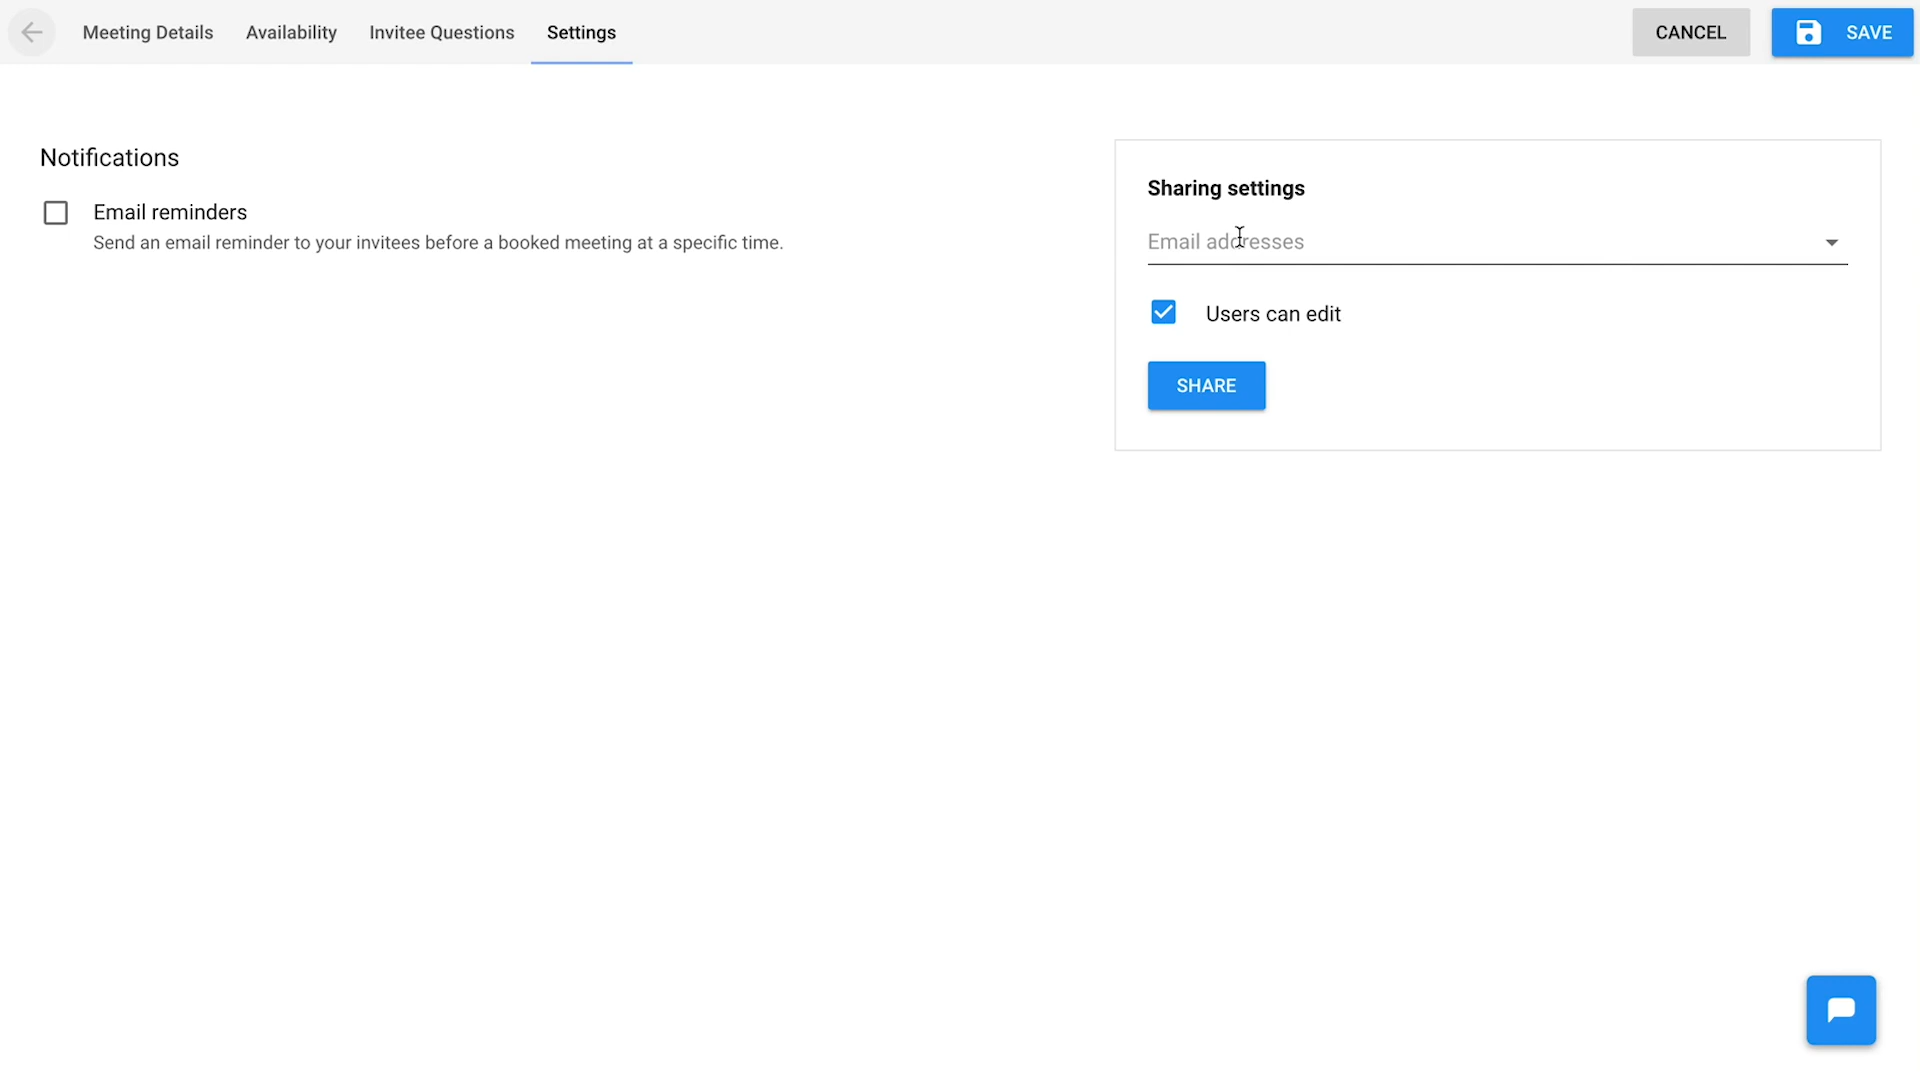 Meeting Details
Availability
Invitee Questions
Settings
CANCEL
SAVE
Notifications
Email reminders
Send an email reminder to your invitees before a booked meeting at a specific time.
Sharing settings
Email addresses
Users can edit
SHARE